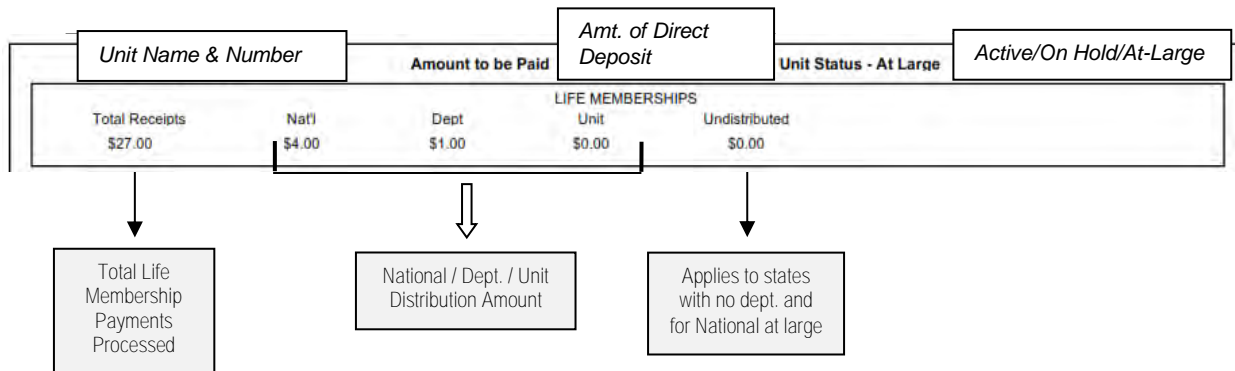 Unit Name & Number
Amount to be Paid
Amt. of Direct
Deposit
Unit Status - At Large
Active/On Hold/At-Large
LIFE MEMBERSHIPS
Total Receipts Nat'l Dept Unit Undistributed
$27.00 $4.00 $1.00 $0.00 $0.00
Total Life
Membership
Payments
Processed
National / Dept. / Unit
Distribution Amount
Applies to states
with no dept. and
for National at large